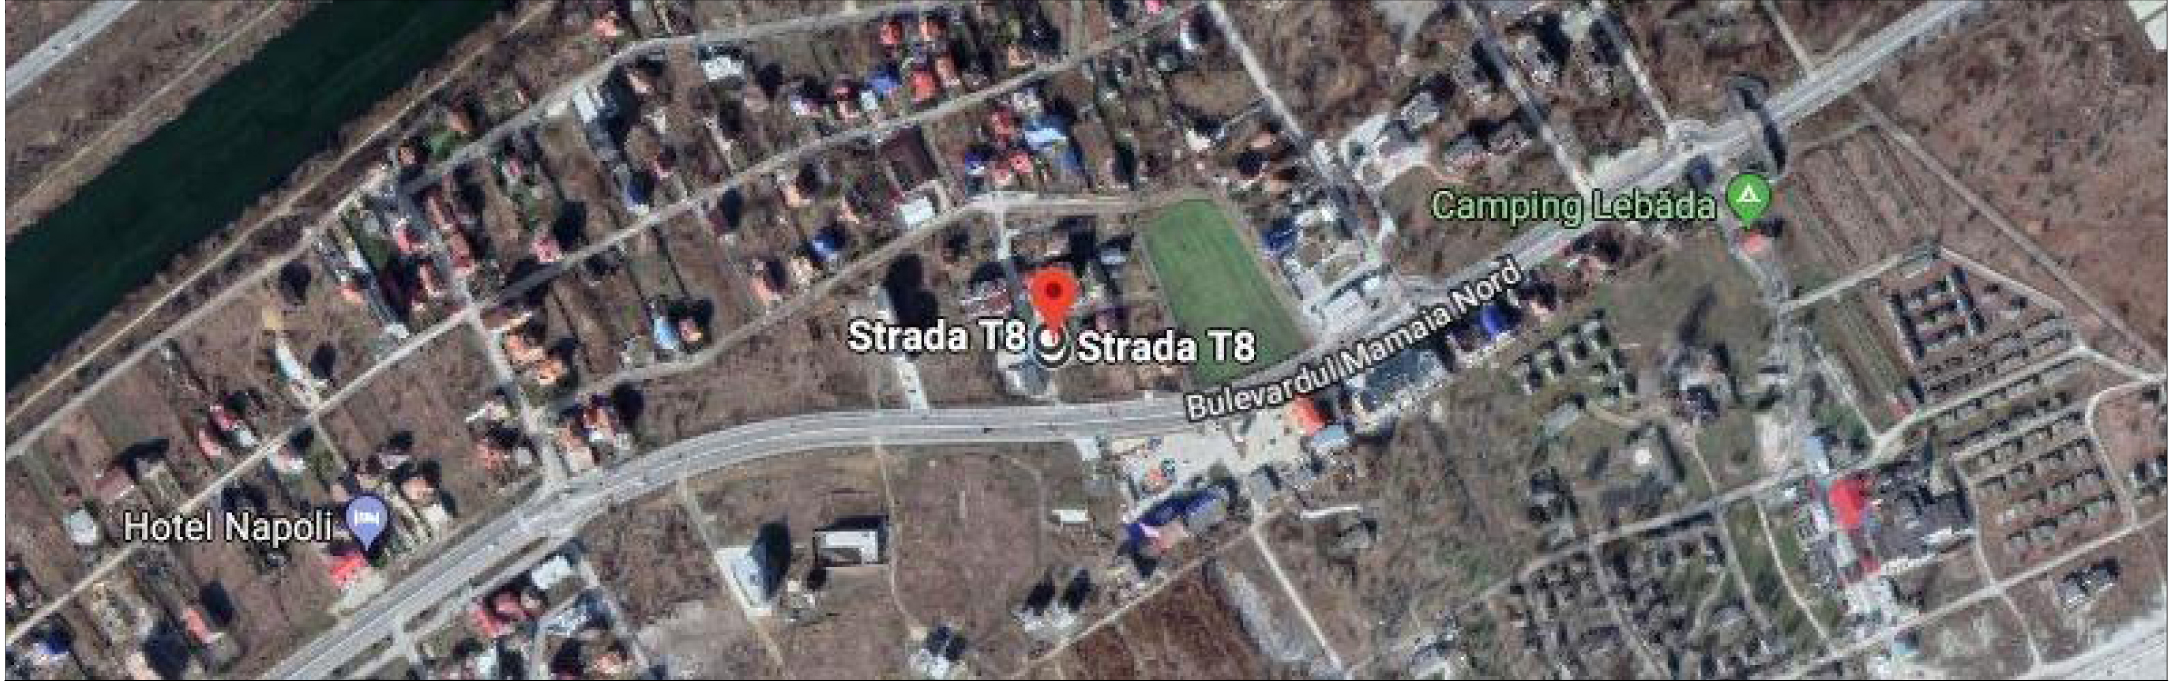 Camping Lebăda
Bulevardul Mamaia Nord
Strada T8
Strada T8
Hotel Napoli